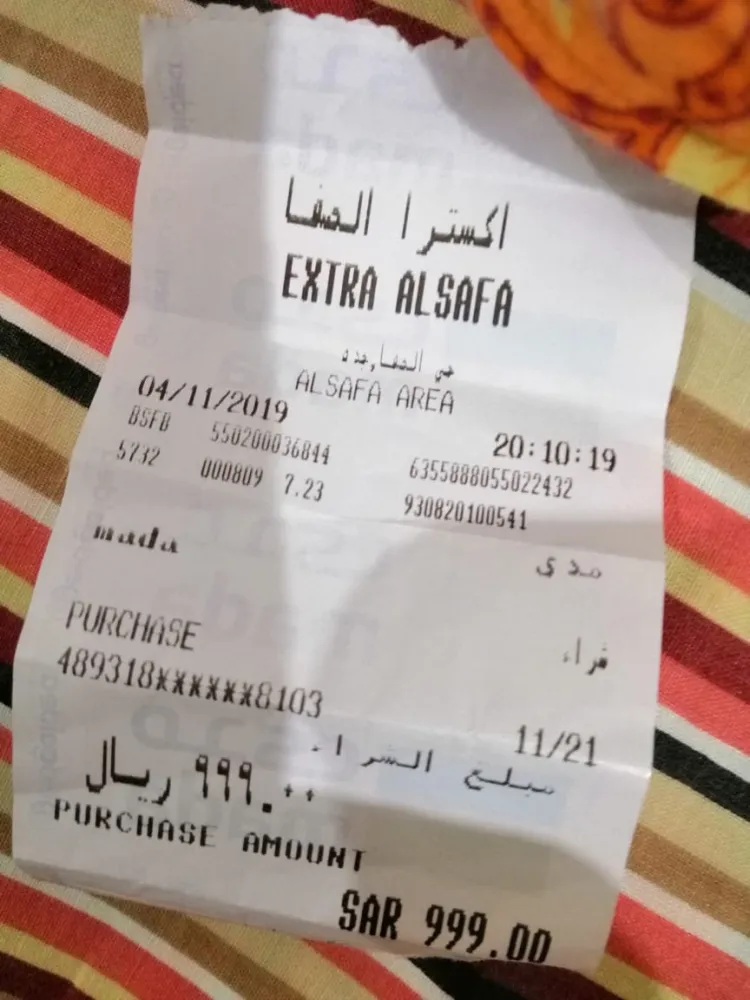 اكسترا الصفا
EXTRA ALSAFA
حي الصفا,جده
ALSAFA AREA
04/11/2019 20:10:19
BSFB 550200036844 6355888055022432
5732 000809 7.23 930820100541
mada مدى
PURCHASE شراء
489318******8103 11/21
مبلغ الشراء
٩٩٩.٠٠ ريال
PURCHASE AMOUNT
SAR 999.00